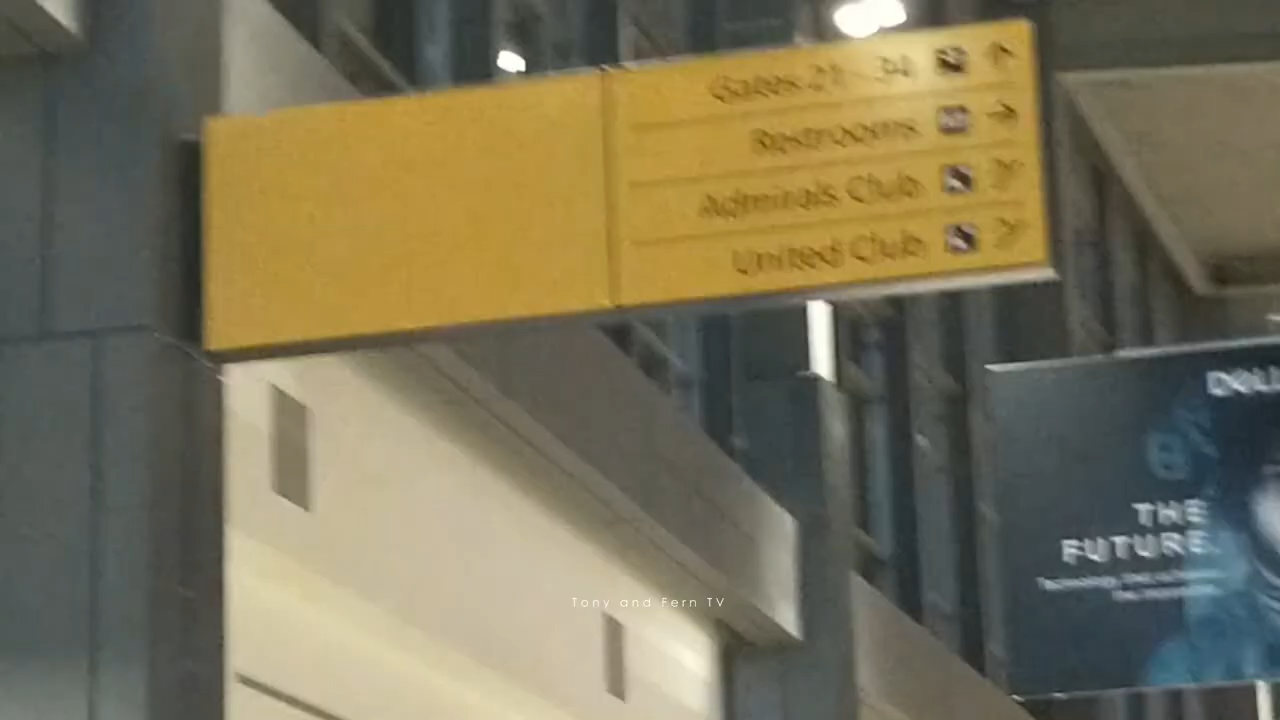 Gates 21 - 34
Restrooms
Admirals Club
United Club
THE
FUTURE.
Tony and Fern TV